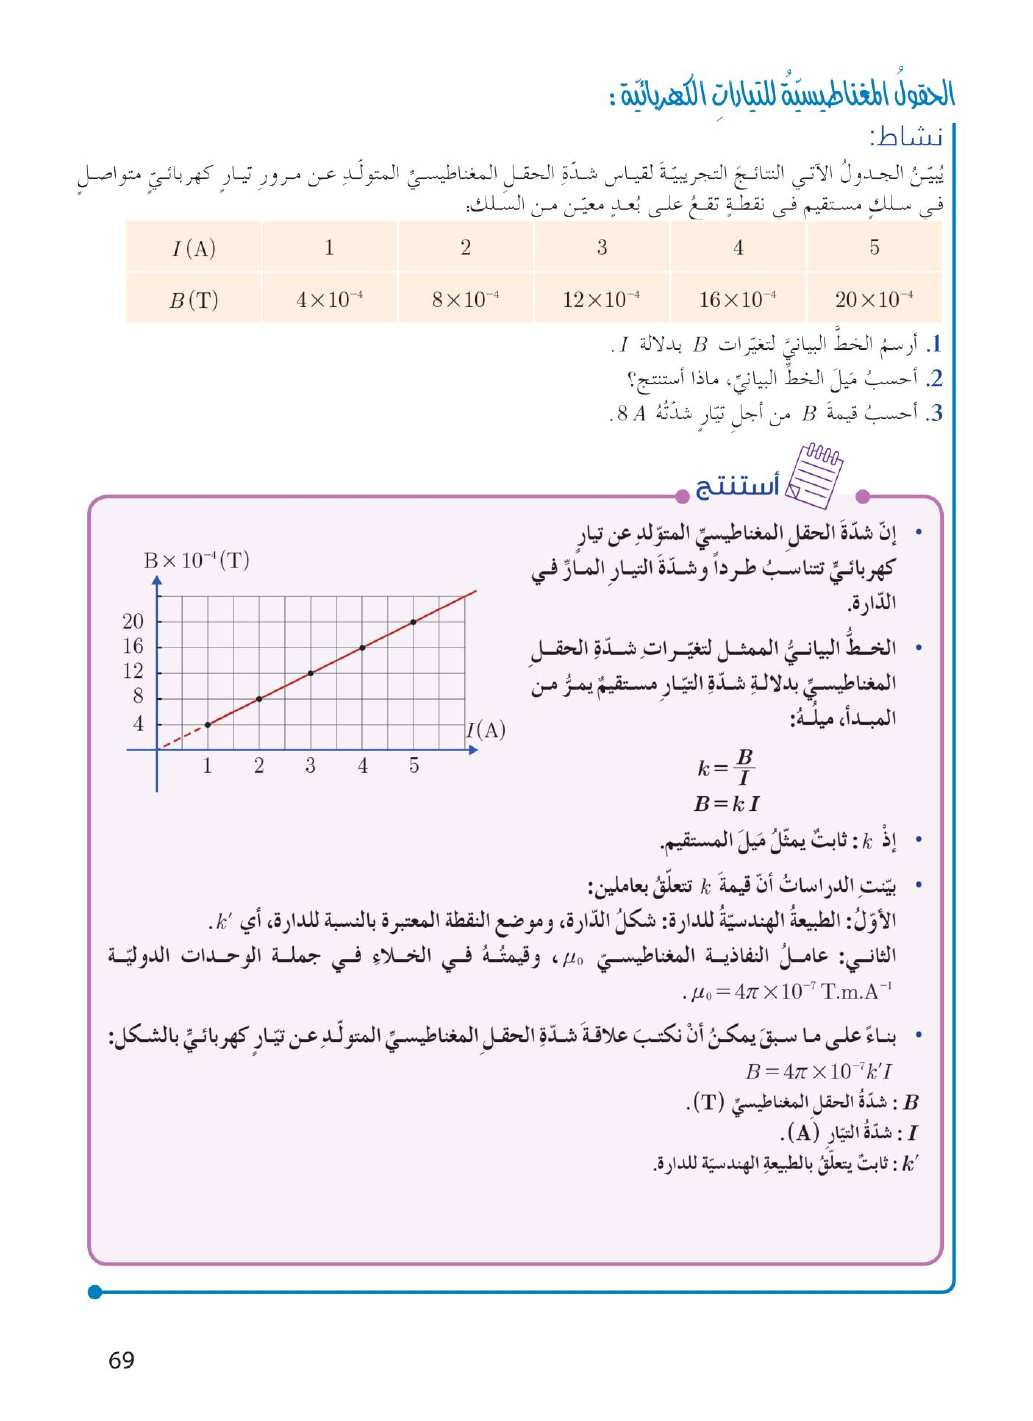 الحقولُ المغناطيسيّةُ للتياراتِ الكهربائيّة :
نشاط:
يُبيّنُ الجدولُ الآتي النتائجَ التجريبيّةَ لقياس شدّةِ الحقلِ المغناطيسيِّ المتولّدِ عن مرورِ تيارٍ كهربائيٍّ متواصلٍ
في سلكٍ مستقيم في نقطةٍ تقعُ على بُعدٍ معيّن من السلك:
I (A) 1 2 3 4 5
B (T) 4×10⁻⁴ 8×10⁻⁴ 12×10⁻⁴ 16×10⁻⁴ 20×10⁻⁴
1. أرسمُ الخطَّ البيانيَّ لتغيّرات B بدلالة I .
2. أحسبُ مَيلَ الخطِّ البيانيّ، ماذا أستنتج؟
3. أحسبُ قيمةَ B من أجلِ تيّارٍ شدّتُهُ 8 A .
أستنتج
• إنّ شدّةَ الحقلِ المغناطيسيِّ المتوّلدِ عن تيارٍ
كهربائيٍّ تتناسبُ طرداً وشدّةَ التيارِ المارِّ في
الدّارة.
• الخطُّ البيانيُّ الممثل لتغيّراتِ شدّةِ الحقلِ
المغناطيسيِّ بدلالةِ شدّةِ التيّارِ مستقيمٌ يمرُّ من
المبدأ، ميلُهُ:
k = B/I
B = k I
B × 10⁻⁴ (T)
20
16
12
8
4
I (A)
1 2 3 4 5
• إذْ k : ثابتٌ يمثّلُ مَيلَ المستقيم.
• بيّنتِ الدراساتُ أنّ قيمةَ k تتعلّقُ بعاملين:
الأوّلُ: الطبيعةُ الهندسيّةُ للدارة: شكلُ الدّارة، وموضع النقطة المعتبرة بالنسبة للدارة، أي k′ .
الثاني: عاملُ النفاذية المغناطيسيّ μ₀ ، وقيمتُهُ في الخلاءِ في جملة الوحدات الدوليّة
μ₀ = 4π × 10⁻⁷ T.m.A⁻¹ .
• بناءً على ما سبقَ يمكنُ أنْ نكتبَ علاقةَ شدّةِ الحقلِ المغناطيسيِّ المتولّدِ عن تيّارٍ كهربائيٍّ بالشكل:
B = 4π × 10⁻⁷ k′I
B : شدّةُ الحقلِ المغناطيسيِّ (T).
I : شدّةُ التيّارِ (A).
k′ : ثابتٌ يتعلّقُ بالطبيعةِ الهندسيّة للدارة.
69